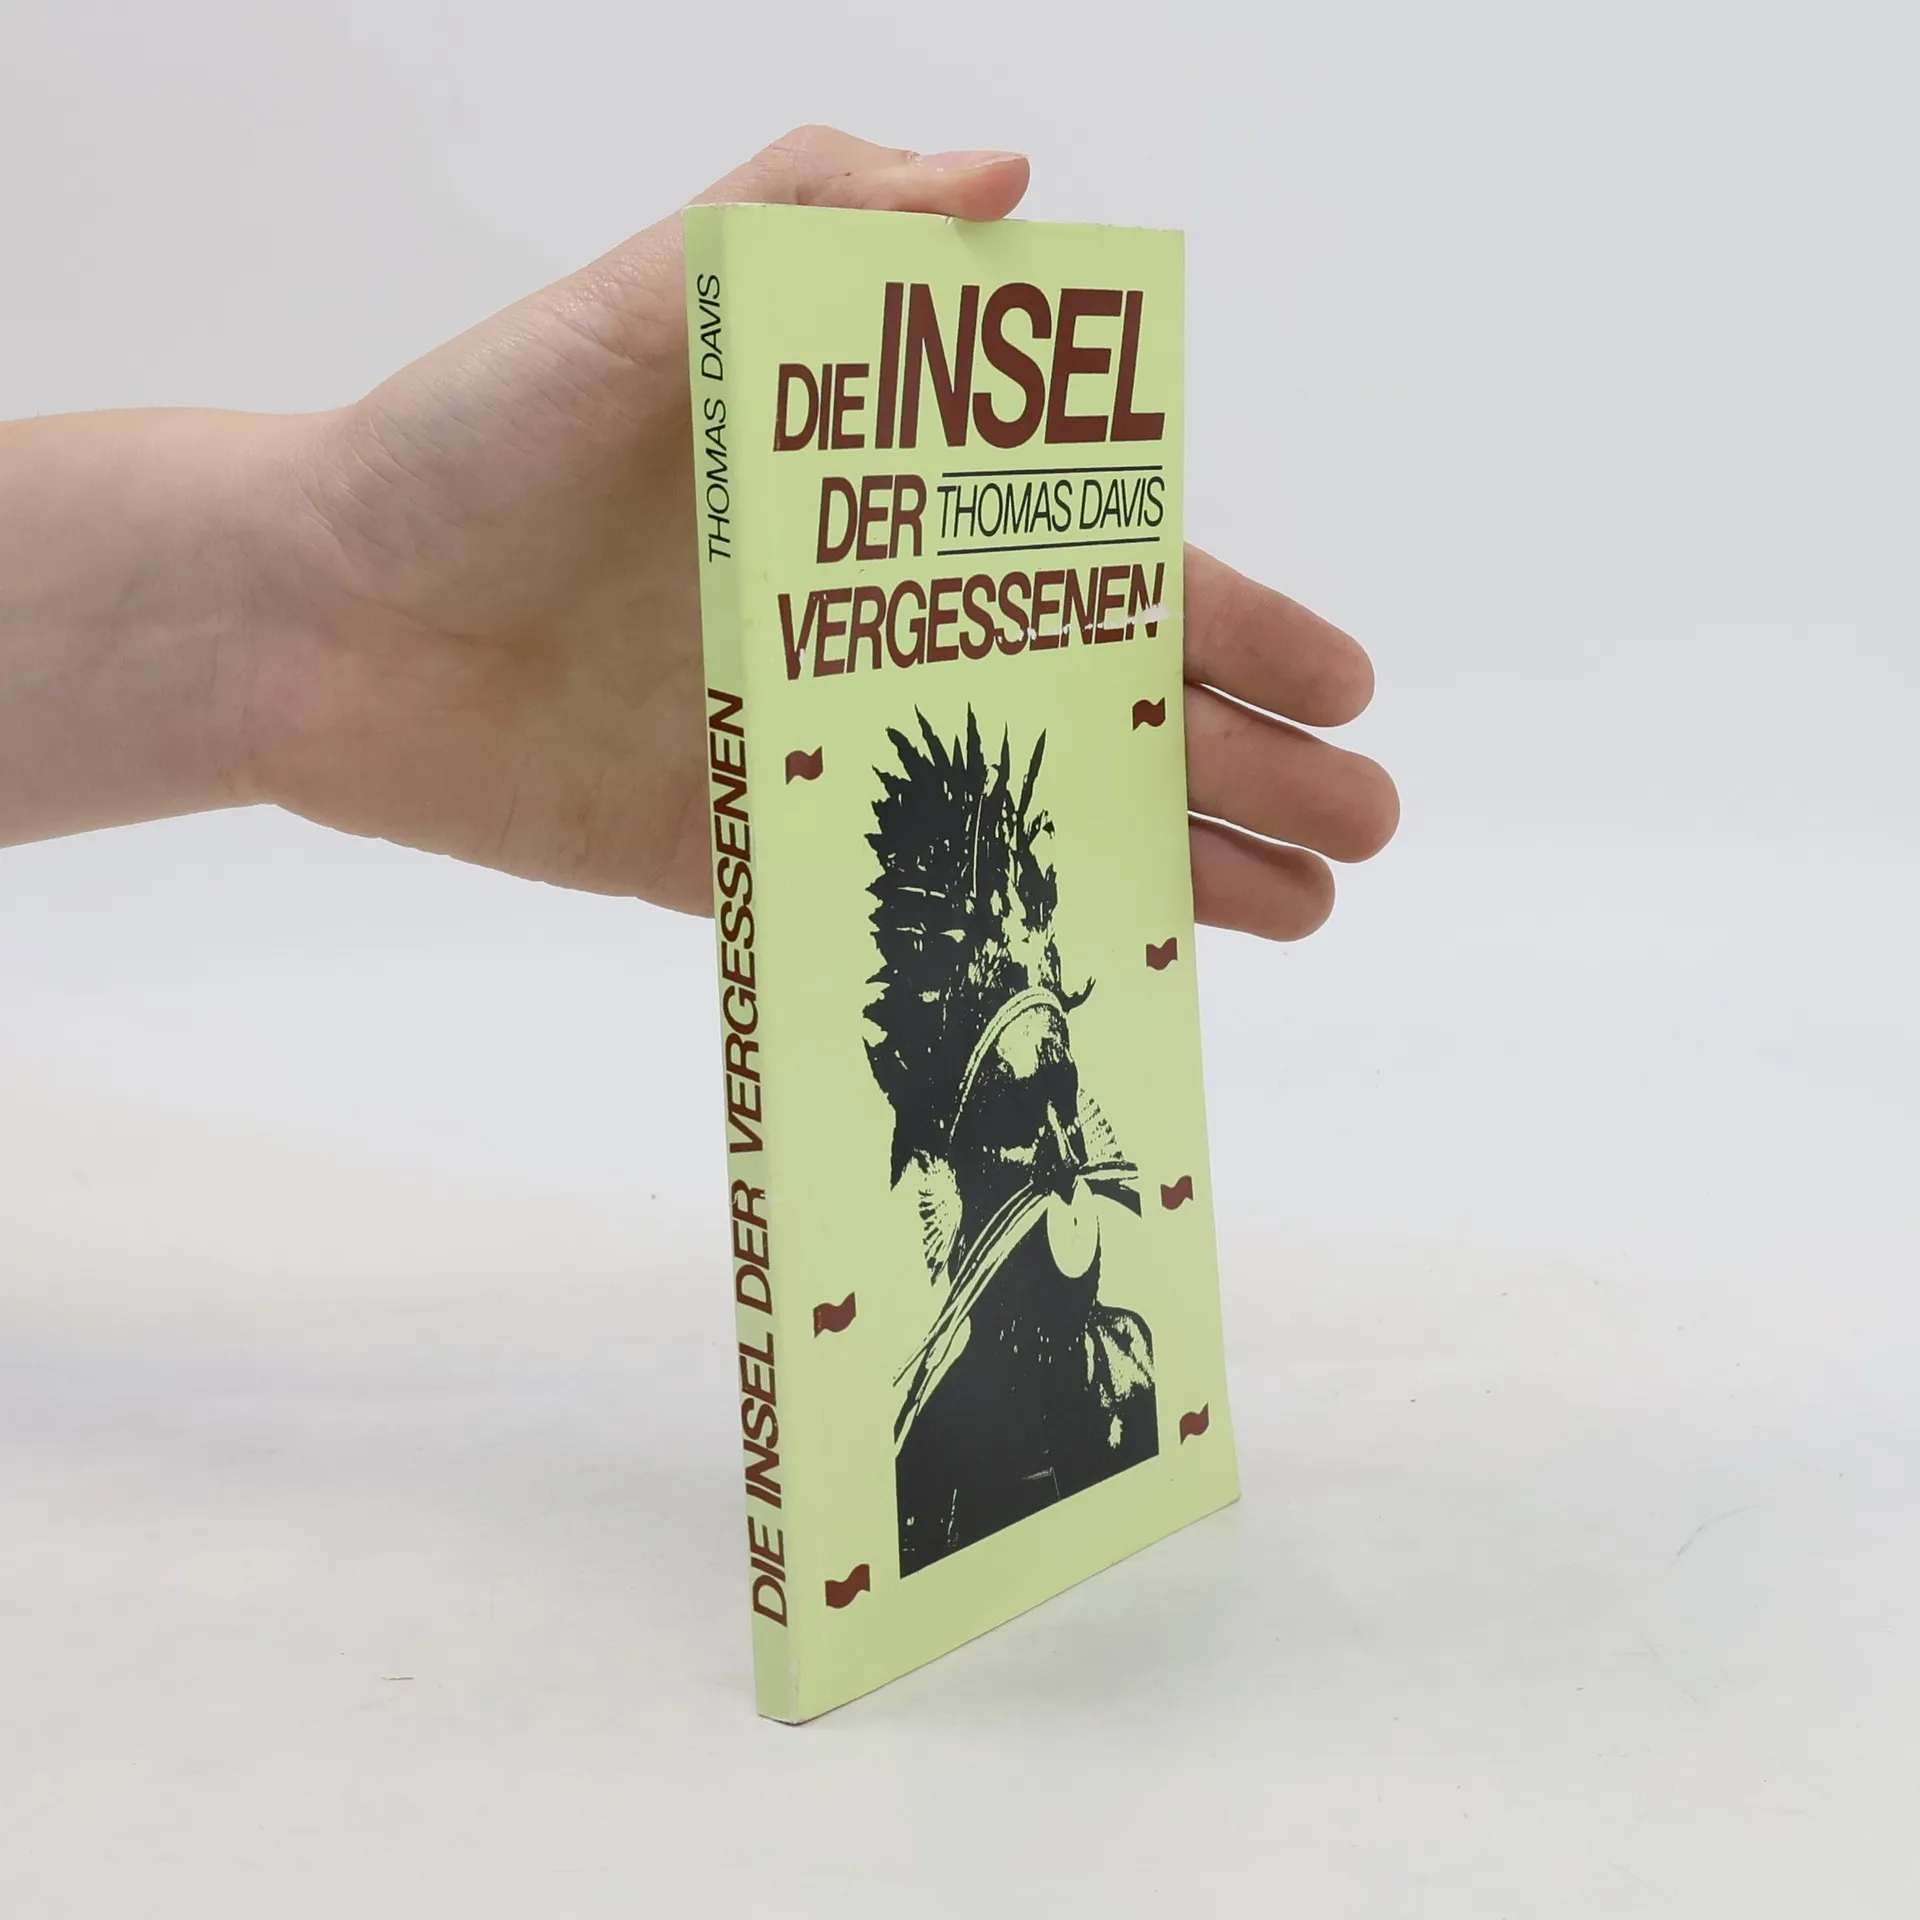 DIE INSEL
DER THOMAS DAVIS
VERGESSENEN
THOMAS DAVIS
DIE INSEL DER VERGESSENEN